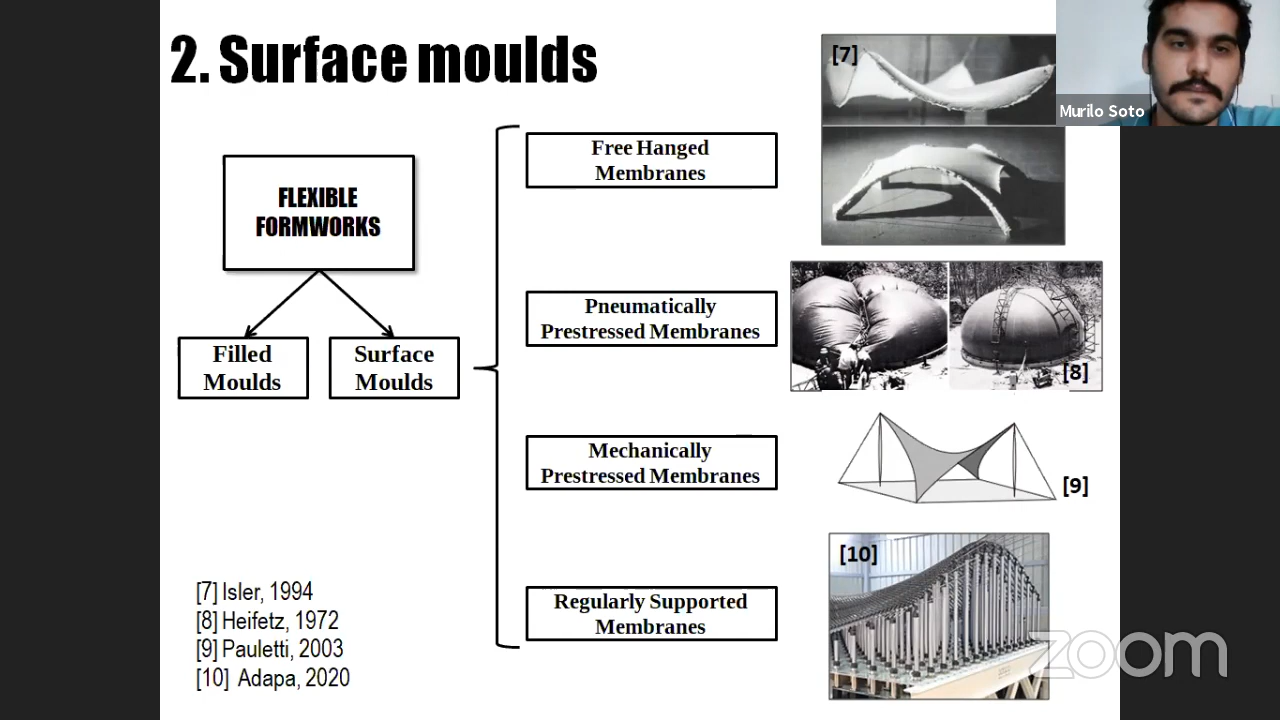 2. Surface moulds
[7]
Murilo Soto
FLEXIBLE
FORMWORKS
Filled
Moulds
Surface
Moulds
Free Hanged
Membranes
Pneumatically
Prestressed Membranes
[8]
Mechanically
Prestressed Membranes
[9]
Regularly Supported
Membranes
[10]
[7] Isler, 1994
[8] Heifetz, 1972
[9] Pauletti, 2003
[10] Adapa, 2020
zoom